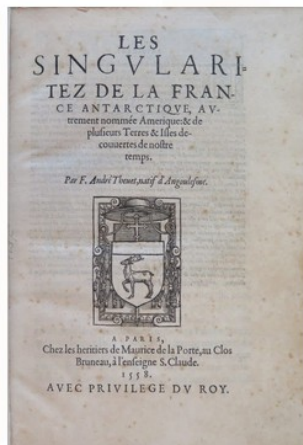 LES
SINGVLARI-
TEZ DE LA FRAN-
CE ANTARCTIQVE, AV-
trement nommée Amerique: & de
plusieurs Terres & Isles de-
couuertes de nostre
temps.
Par F. André Theuet, natif d'Angoulesme.
A PARIS,
Chez les heritiers de Maurice de la Porte, au Clos
Bruneau, à l'enseigne S. Claude.
1558.
AVEC PRIVILEGE DV ROY.